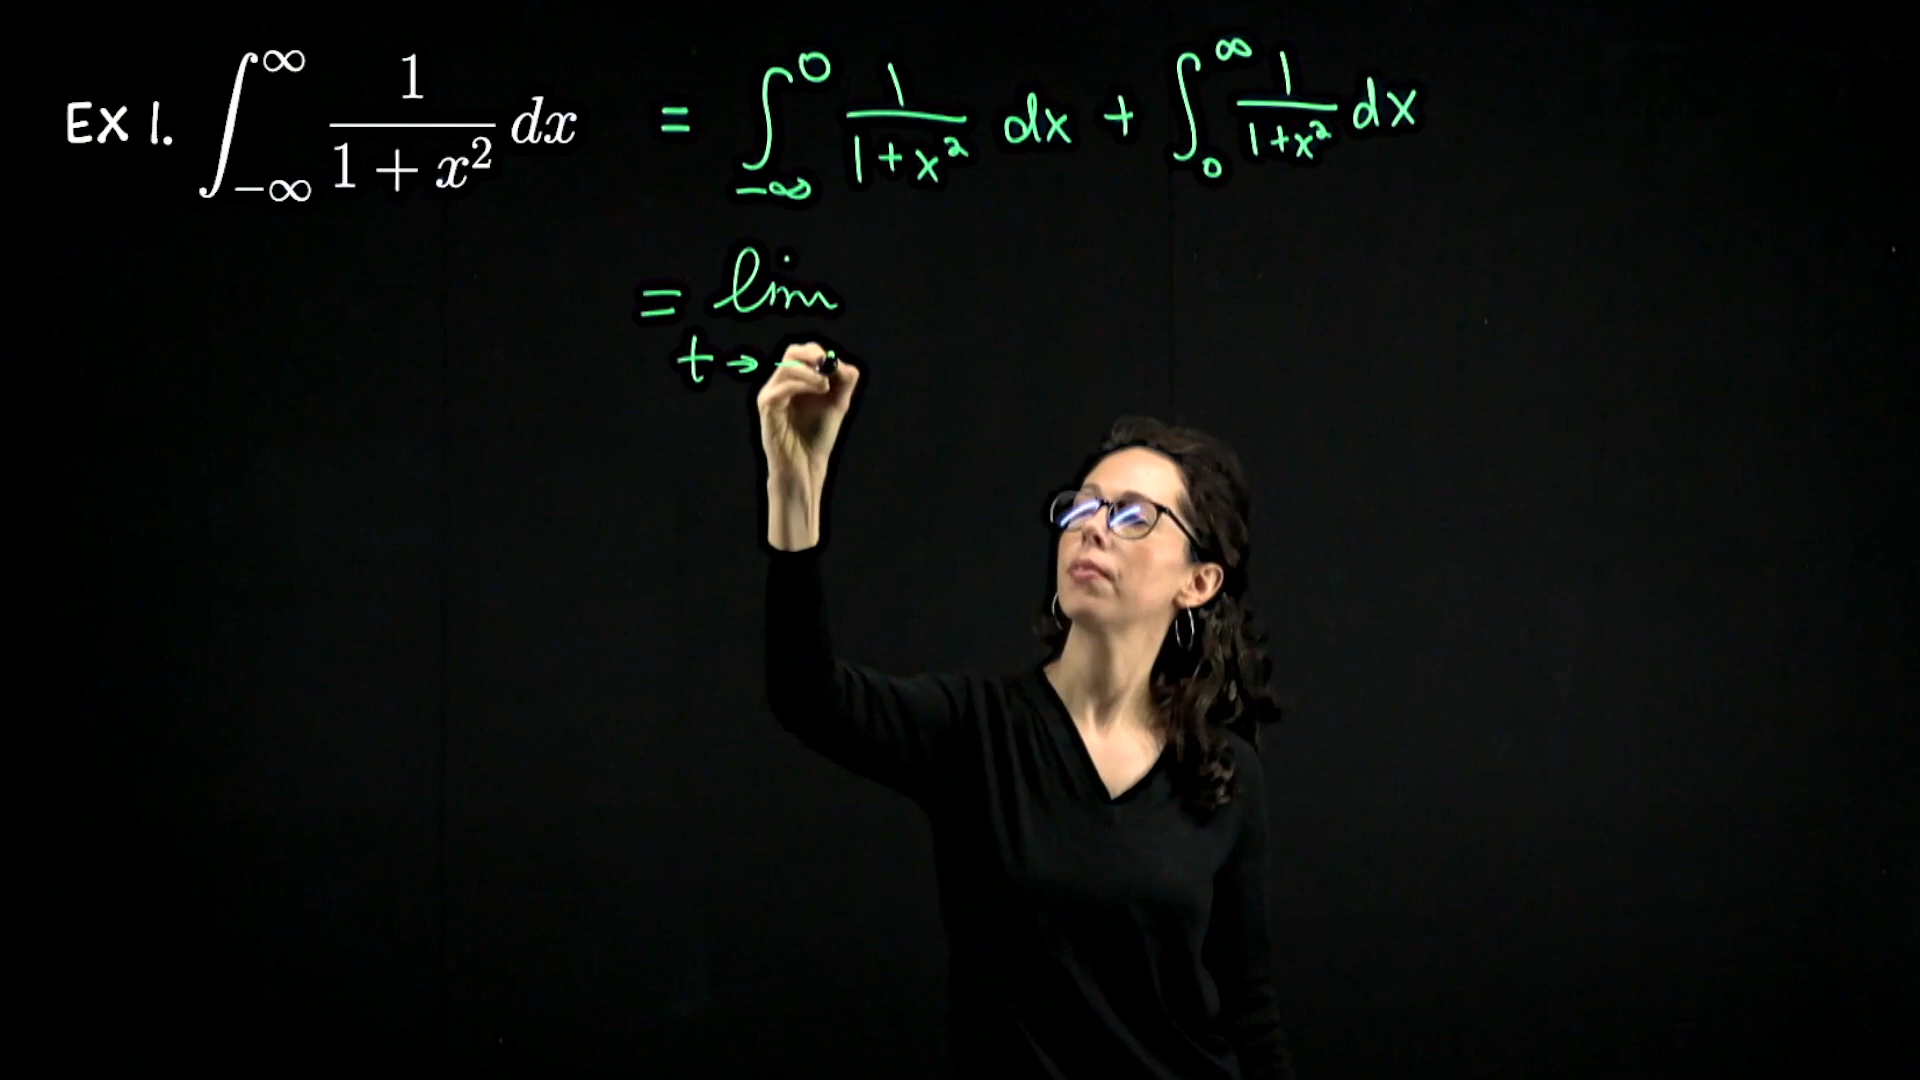 EX 1. ∫_{-∞}^{∞} 1/(1+x²) dx = ∫_{-∞}^{0} 1/(1+x²) dx + ∫_{0}^{∞} 1/(1+x²) dx
= lim
t → -